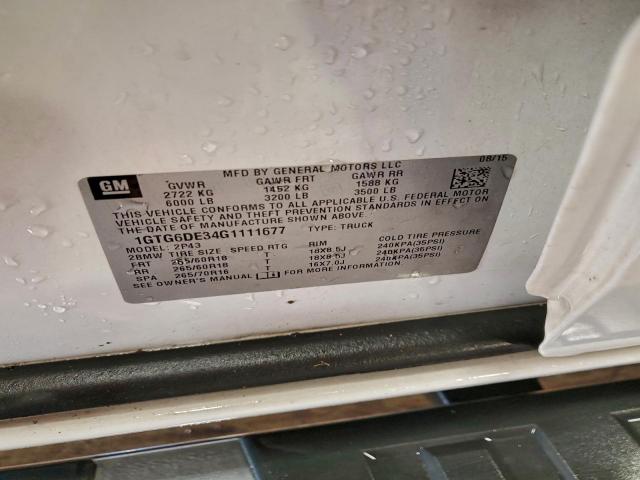 MFD BY GENERAL MOTORS LLC 08/15
GM GVWR GAWR FRT GAWR RR
2722 KG 1452 KG 1588 KG
6000 LB 3200 LB 3500 LB
THIS VEHICLE CONFORMS TO ALL APPLICABLE U.S. FEDERAL MOTOR
VEHICLE SAFETY AND THEFT PREVENTION STANDARDS IN EFFECT ON
THE DATE OF MANUFACTURE SHOWN ABOVE.
1GTG6DE34G1111677 TYPE: TRUCK
MODEL: 2P43
2BMW TIRE SIZE SPEED RTG RIM COLD TIRE PRESSURE
FRT 265/60R18 T 18X8.5J 240KPA(35PSI)
RR 265/60R18 T 18X8.5J 240KPA(35PSI)
SPA 265/70R16 T 16X7.0J 240KPA(35PSI)
SEE OWNER'S MANUAL